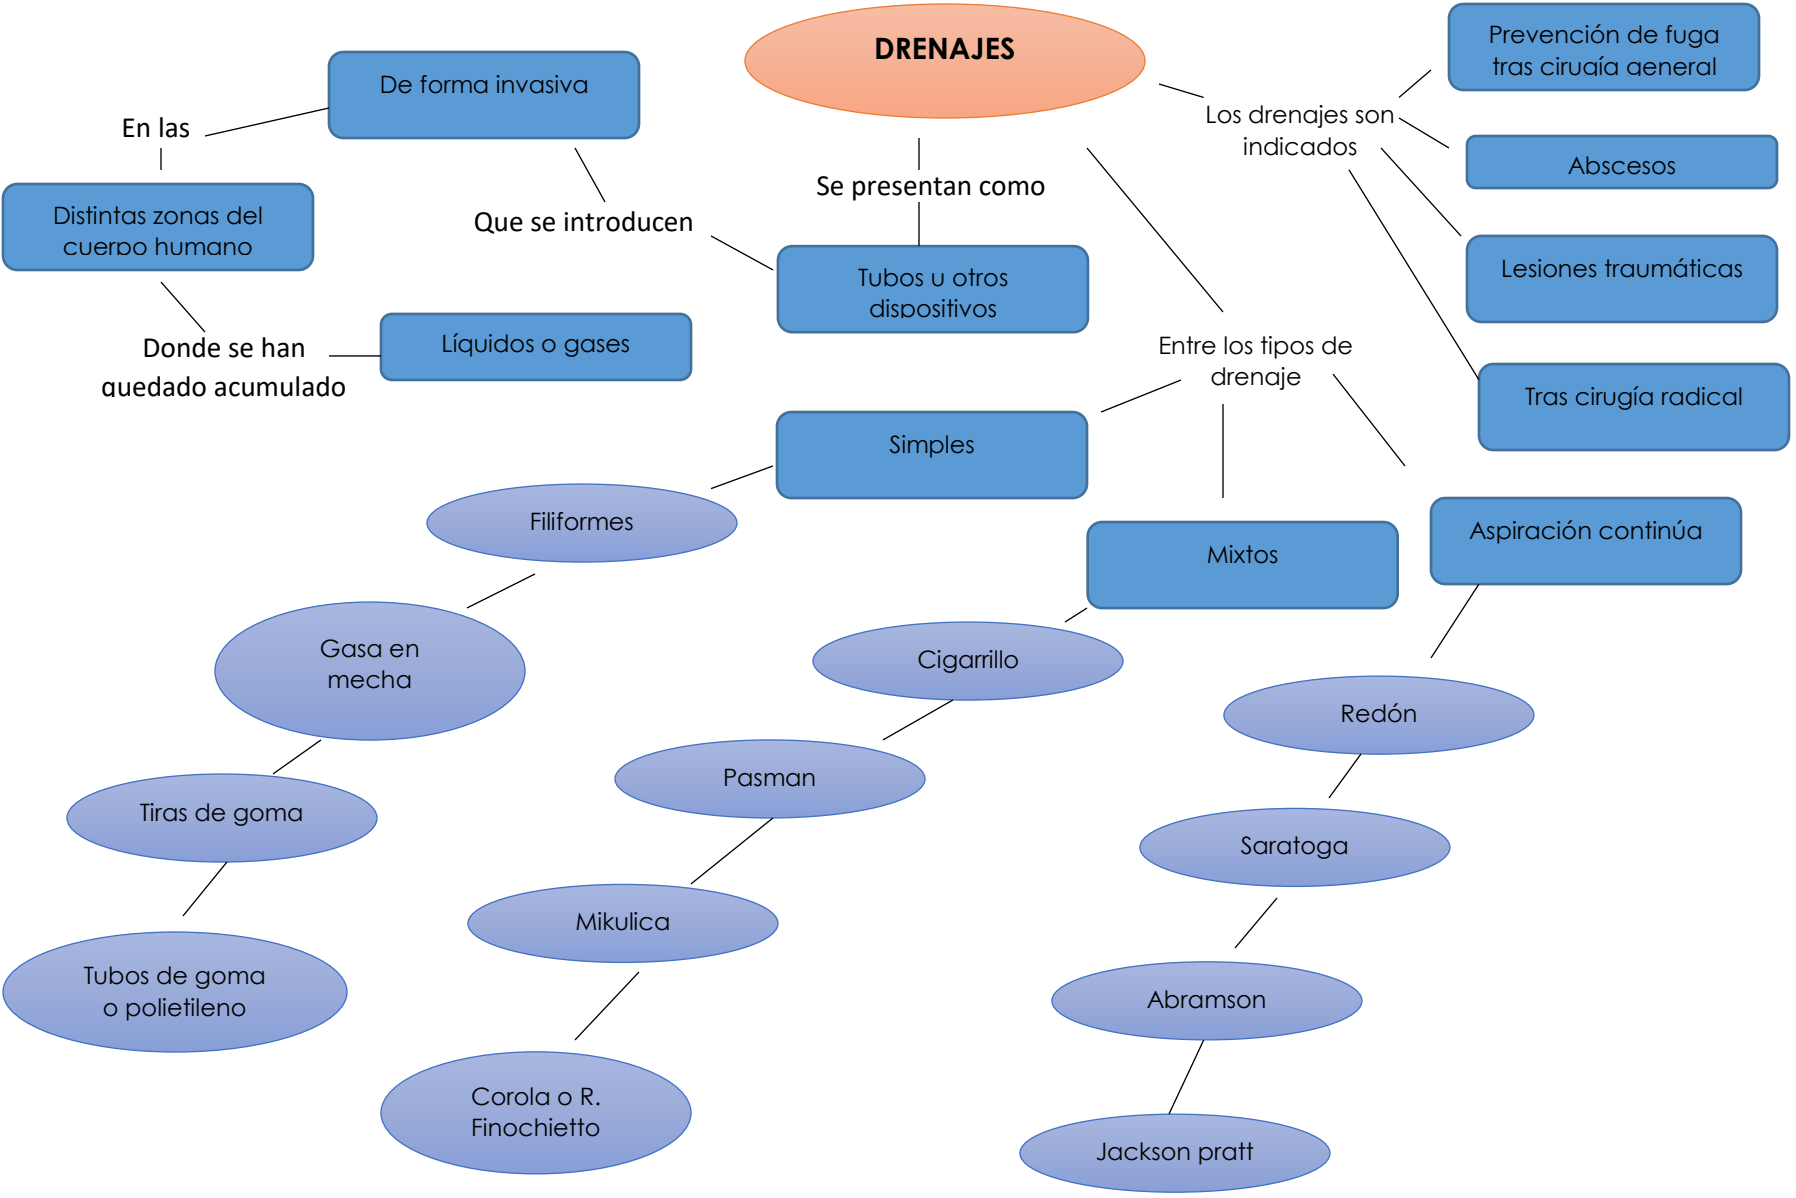 DRENAJES
Prevención de fuga
tras cirugía general
De forma invasiva
Los drenajes son
indicados
En las
Abscesos
Se presentan como
Distintas zonas del
cuerpo humano
Que se introducen
Lesiones traumáticas
Tubos u otros
dispositivos
Donde se han
quedado acumulado
Líquidos o gases
Entre los tipos de
drenaje
Tras cirugía radical
Simples
Filiformes
Mixtos
Aspiración continúa
Gasa en
mecha
Cigarrillo
Redón
Pasman
Tiras de goma
Saratoga
Mikulica
Tubos de goma
o polietileno
Abramson
Corola o R.
Finochietto
Jackson pratt